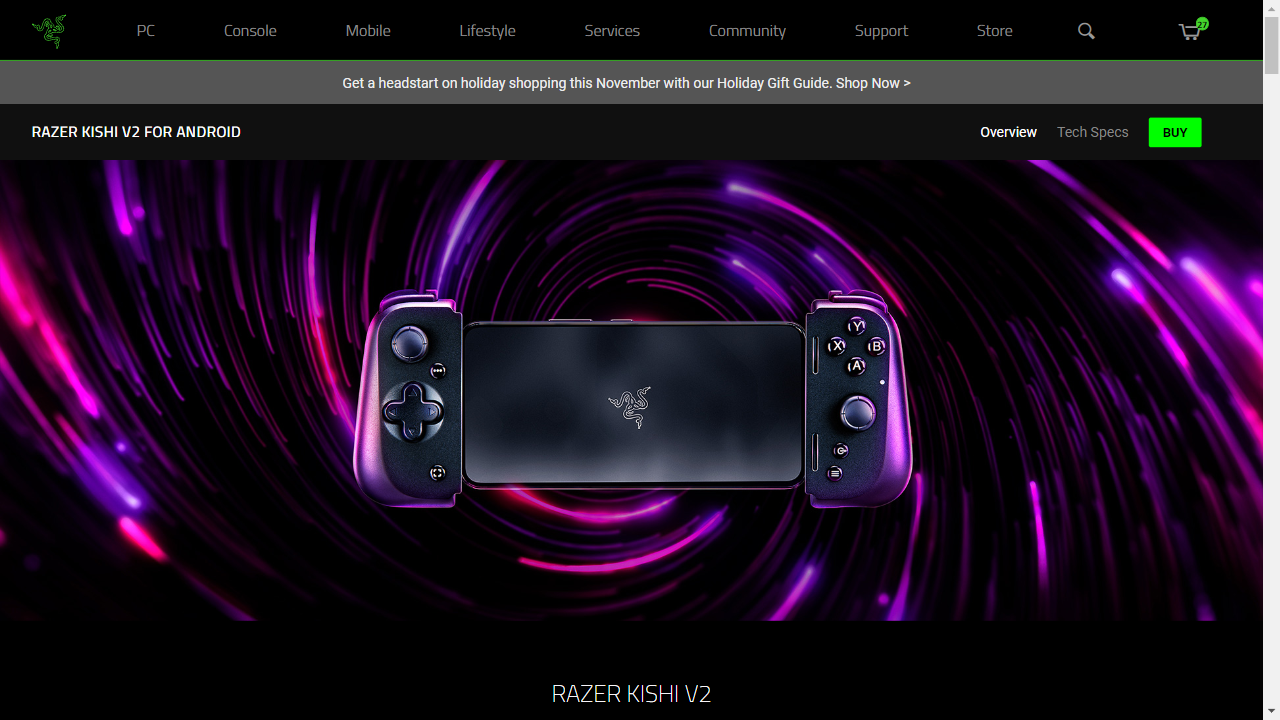 PC
Console
Mobile
Lifestyle
Services
Community
Support
Store
27
Get a headstart on holiday shopping this November with our Holiday Gift Guide. Shop Now >
RAZER KISHI V2 FOR ANDROID
Overview
Tech Specs
BUY
Y
X
B
A
RAZER KISHI V2